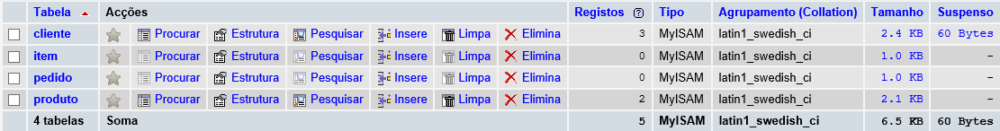 Tabela Acções Registos Tipo Agrupamento (Collation) Tamanho Suspenso
cliente Procurar Estrutura Pesquisar Insere Limpa Elimina 3 MyISAM latin1_swedish_ci 2.4 KB 60 Bytes
item Procurar Estrutura Pesquisar Insere Limpa Elimina 0 MyISAM latin1_swedish_ci 1.0 KB -
pedido Procurar Estrutura Pesquisar Insere Limpa Elimina 0 MyISAM latin1_swedish_ci 1.0 KB -
produto Procurar Estrutura Pesquisar Insere Limpa Elimina 2 MyISAM latin1_swedish_ci 2.1 KB -
4 tabelas Soma 5 MyISAM latin1_swedish_ci 6.5 KB 60 Bytes